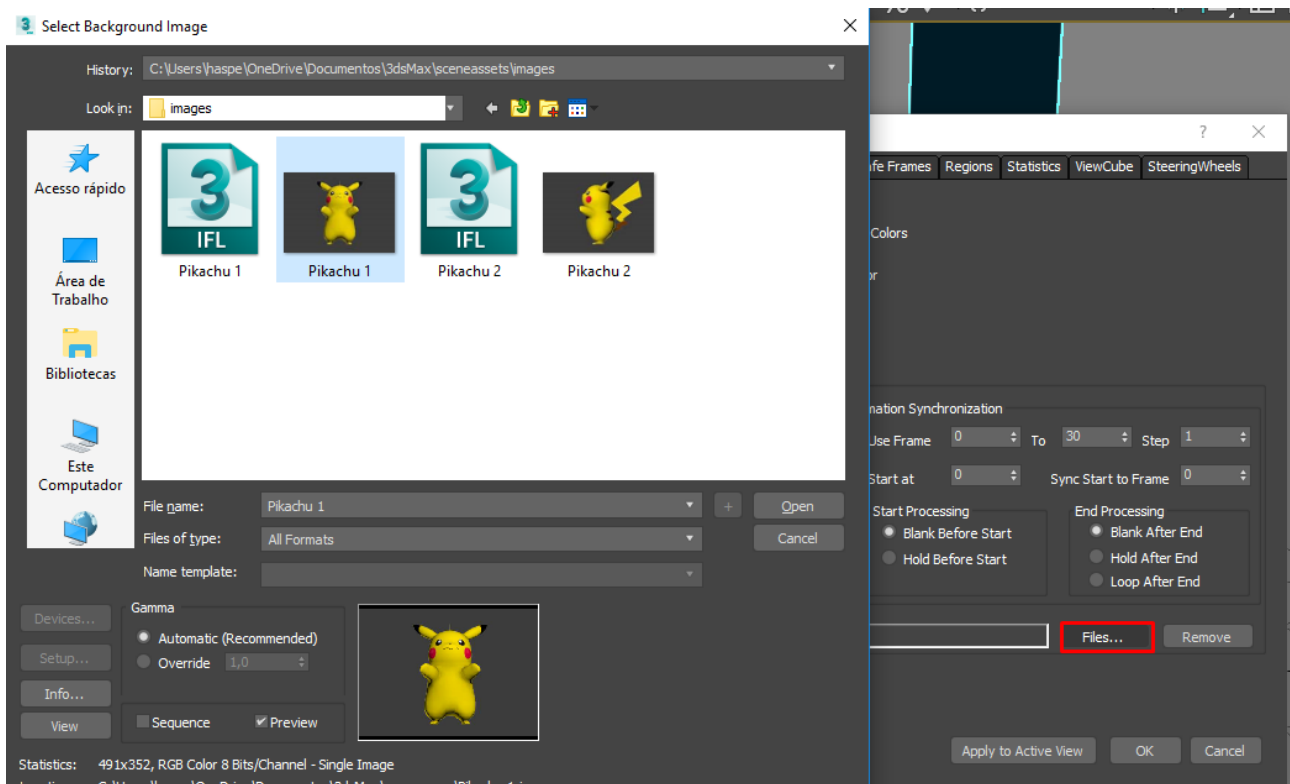 Select Background Image
History: C:\Users\haspe\OneDrive\Documentos\3dsMax\sceneassets\images
Look in: images
Acesso rápido
Área de
Trabalho
Bibliotecas
Este
Computador
IFL
Pikachu 1
Pikachu 1
IFL
Pikachu 2
Pikachu 2
File name: Pikachu 1 + Open
Files of type: All Formats Cancel
Name template:
Devices...
Setup...
Info...
View
Gamma
Automatic (Recommended)
Override 1,0
Sequence Preview
Statistics: 491x352, RGB Color 8 Bits/Channel - Single Image
? 
Frames Regions Statistics ViewCube SteeringWheels
Colors
Synchronization
Use Frame 0 To 30 Step 1
Start at 0 Sync Start to Frame 0
Start Processing
Blank Before Start
Hold Before Start
End Processing
Blank After End
Hold After End
Loop After End
Files... Remove
Apply to Active View OK Cancel